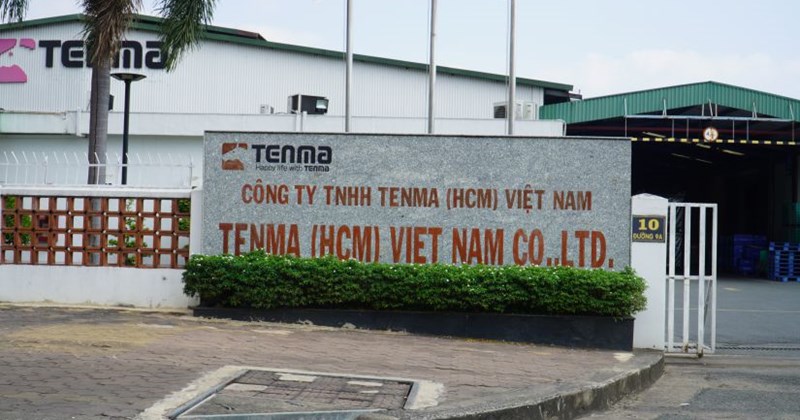 TENMA
TENMA
Happy life with TENMA
CÔNG TY TNHH TENMA (HCM) VIỆT NAM
TENMA (HCM) VIET NAM CO.,LTD.
10
ĐƯỜNG 9A